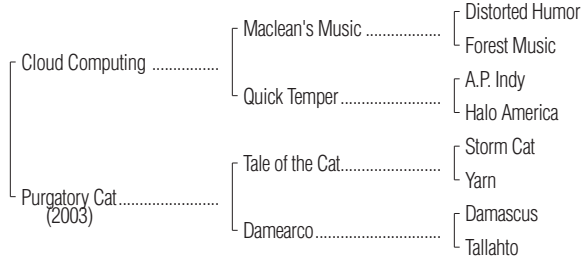 Distorted Humor
Maclean's Music ..................
Forest Music
Cloud Computing ................
A.P. Indy
Quick Temper........................
Halo America
Storm Cat
Tale of the Cat........................
Yarn
Purgatory Cat........................
(2003)
Damascus
Damearco..............................
Tallahto